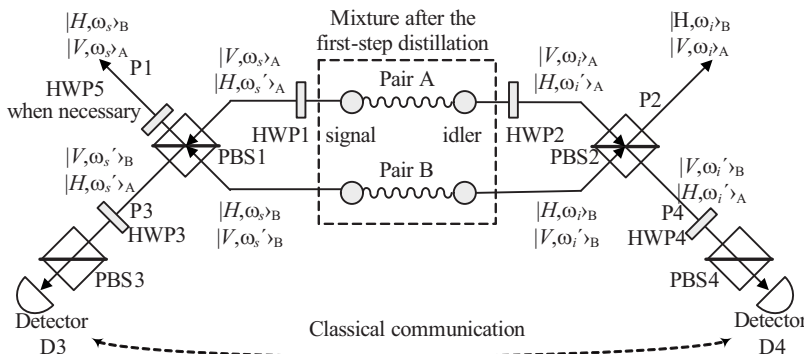 Mixture after the
first-step distillation
|H,ωs›B
|V,ωs›A
P1
HWP5
when necessary
|V,ωs›A
|H,ωs´›A
HWP1
Pair A
signal
idler
HWP2
|V,ωi›A
|H,ωi´›A
|H,ωi›B
|V,ωi›A
P2
PBS1
PBS2
Pair B
|V,ωs´›B
|H,ωs´›A
P3
HWP3
|H,ωs›B
|V,ωs´›B
|H,ωi›B
|V,ωi´›B
|V,ωi´›B
|H,ωi´›A
P4
HWP4
PBS3
PBS4
Detector
D3
Classical communication
Detector
D4